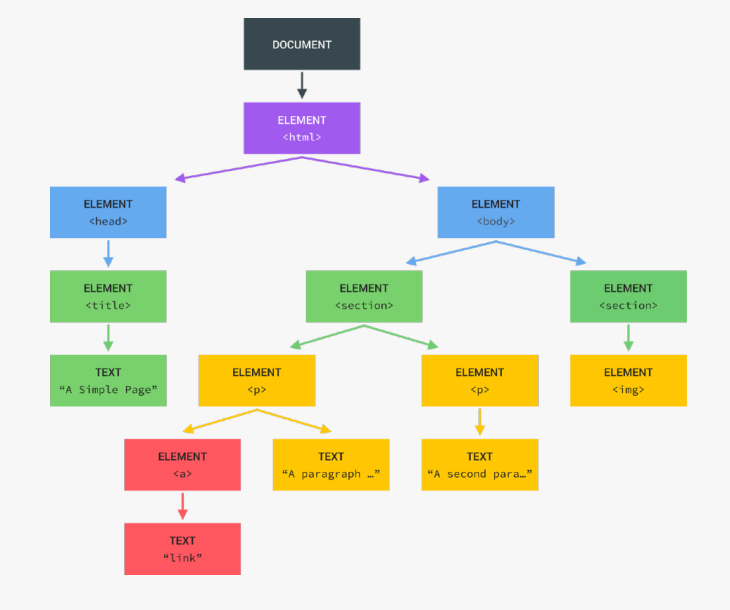 DOCUMENT
ELEMENT
<html>
ELEMENT
<head>
ELEMENT
<body>
ELEMENT
<title>
ELEMENT
<section>
ELEMENT
<section>
TEXT
“A Simple Page”
ELEMENT
<p>
ELEMENT
<p>
ELEMENT
<img>
ELEMENT
<a>
TEXT
“A paragraph …”
TEXT
“A second para…”
TEXT
“link”